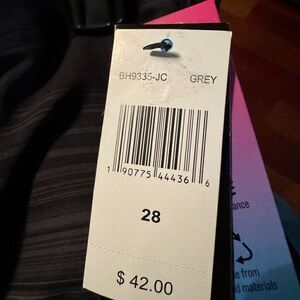 BH9335-JC GREY
1 90775 44436 6
28
$ 42.00
ance
e from
d materials